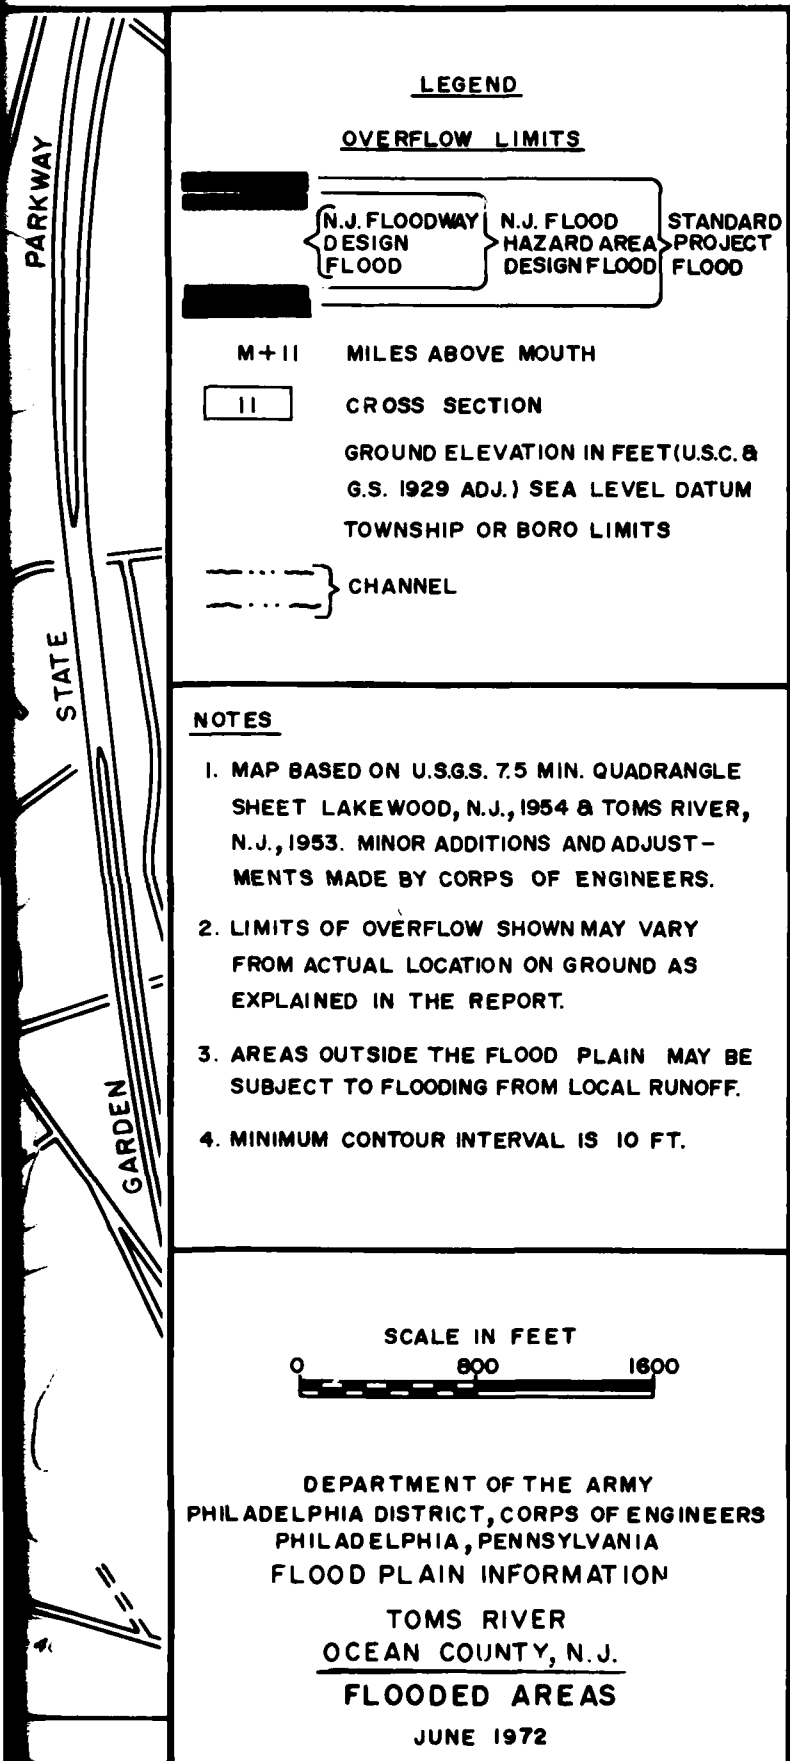 PARKWAY
STATE
GARDEN
LEGEND
OVERFLOW LIMITS
N.J. FLOODWAY
DESIGN
FLOOD
N.J. FLOOD
HAZARD AREA
DESIGN FLOOD
STANDARD
PROJECT
FLOOD
M+11 MILES ABOVE MOUTH
11 CROSS SECTION
GROUND ELEVATION IN FEET (U.S.C. &
G.S. 1929 ADJ.) SEA LEVEL DATUM
TOWNSHIP OR BORO LIMITS
CHANNEL
NOTES
1. MAP BASED ON U.S.G.S. 7.5 MIN. QUADRANGLE
SHEET LAKEWOOD, N.J., 1954 & TOMS RIVER,
N.J., 1953. MINOR ADDITIONS AND ADJUST-
MENTS MADE BY CORPS OF ENGINEERS.
2. LIMITS OF OVERFLOW SHOWN MAY VARY
FROM ACTUAL LOCATION ON GROUND AS
EXPLAINED IN THE REPORT.
3. AREAS OUTSIDE THE FLOOD PLAIN MAY BE
SUBJECT TO FLOODING FROM LOCAL RUNOFF.
4. MINIMUM CONTOUR INTERVAL IS 10 FT.
SCALE IN FEET
0 800 1600
DEPARTMENT OF THE ARMY
PHILADELPHIA DISTRICT, CORPS OF ENGINEERS
PHILADELPHIA, PENNSYLVANIA
FLOOD PLAIN INFORMATION
TOMS RIVER
OCEAN COUNTY, N.J.
FLOODED AREAS
JUNE 1972